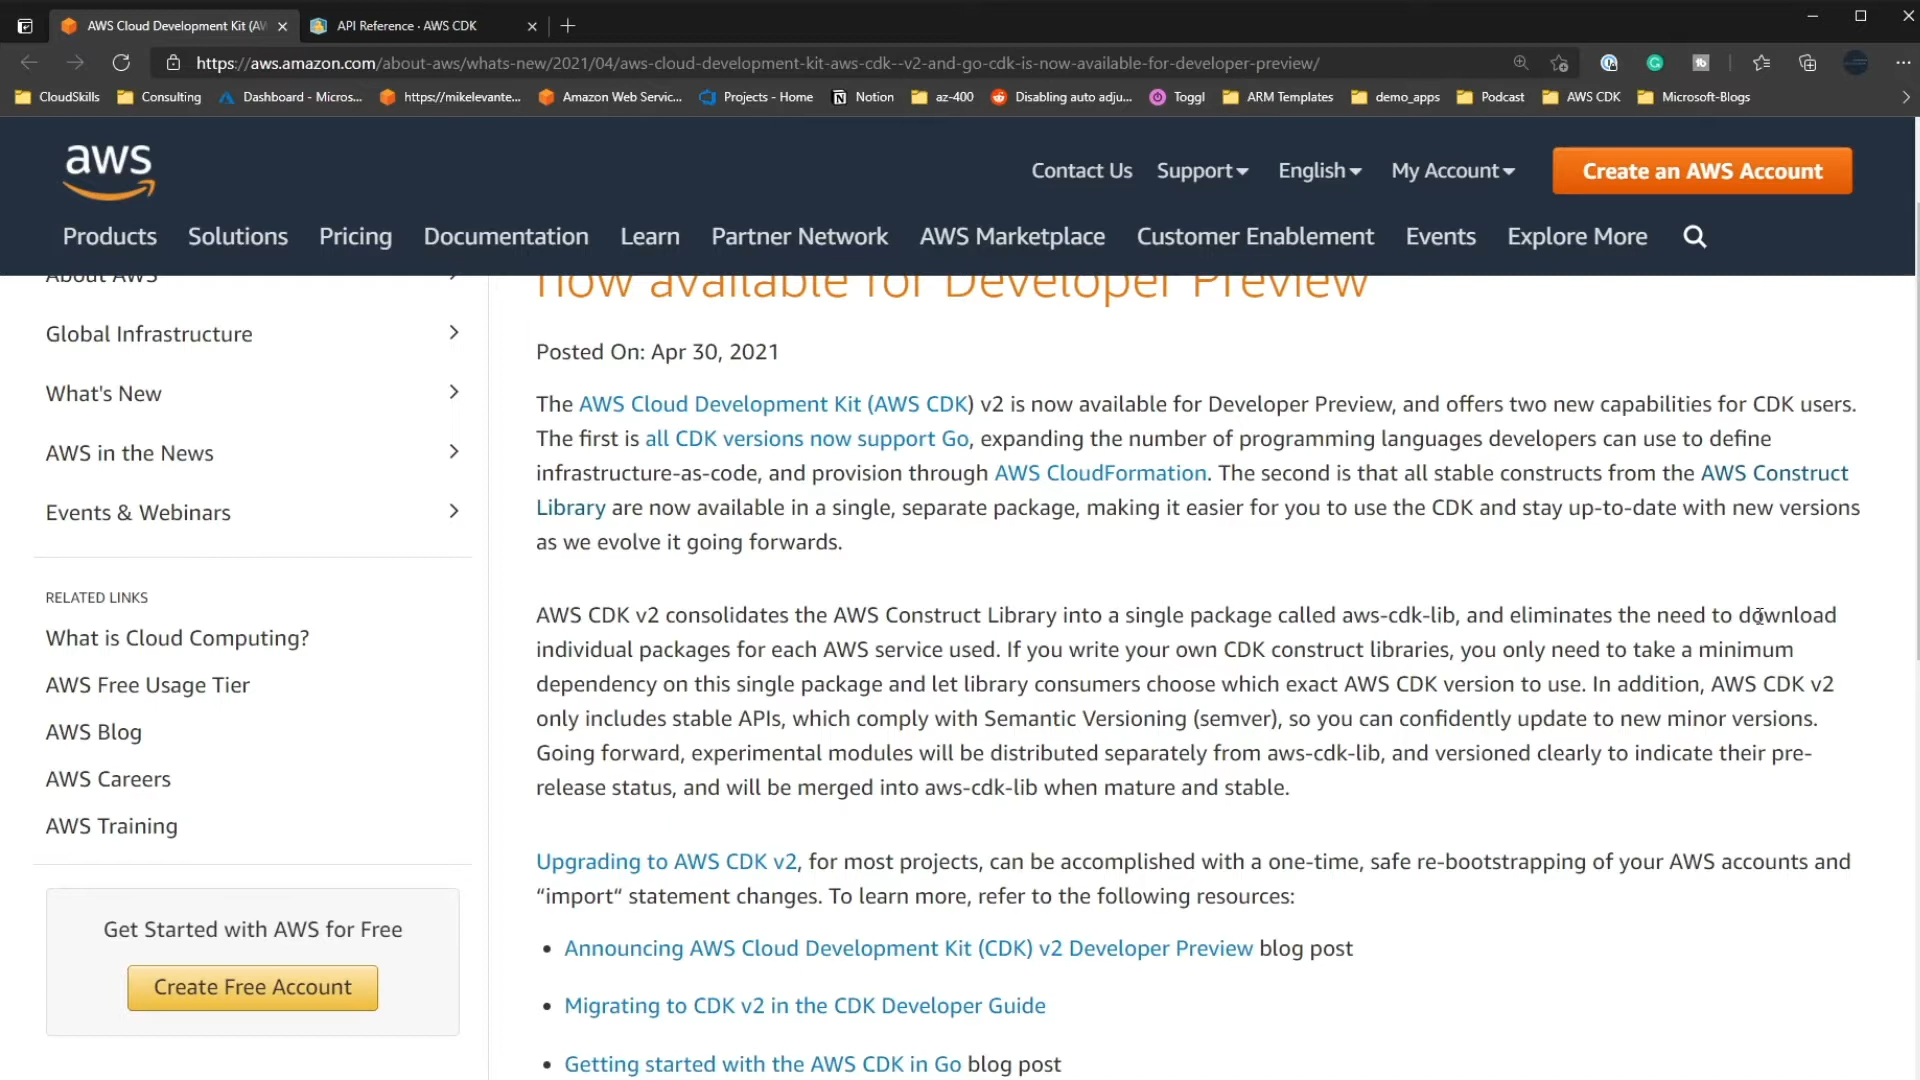 AWS Cloud Development Kit (AW
API Reference · AWS CDK
https://aws.amazon.com/about-aws/whats-new/2021/04/aws-cloud-development-kit-aws-cdk--v2-and-go-cdk-is-now-available-for-developer-preview/
CloudSkills
Consulting
Dashboard - Micros...
https://mikelevante...
Amazon Web Servic...
Projects - Home
Notion
az-400
Disabling auto adju...
Toggl
ARM Templates
demo_apps
Podcast
AWS CDK
Microsoft-Blogs
aws
Contact Us
Support
English
My Account
Create an AWS Account
Products
Solutions
Pricing
Documentation
Learn
Partner Network
AWS Marketplace
Customer Enablement
Events
Explore More
About AWS
Global Infrastructure
What's New
AWS in the News
Events & Webinars
RELATED LINKS
What is Cloud Computing?
AWS Free Usage Tier
AWS Blog
AWS Careers
AWS Training
Get Started with AWS for Free
Create Free Account
now available for Developer Preview
Posted On: Apr 30, 2021
The AWS Cloud Development Kit (AWS CDK) v2 is now available for Developer Preview, and offers two new capabilities for CDK users.
The first is all CDK versions now support Go, expanding the number of programming languages developers can use to define
infrastructure-as-code, and provision through AWS CloudFormation. The second is that all stable constructs from the AWS Construct
Library are now available in a single, separate package, making it easier for you to use the CDK and stay up-to-date with new versions
as we evolve it going forwards.
AWS CDK v2 consolidates the AWS Construct Library into a single package called aws-cdk-lib, and eliminates the need to download
individual packages for each AWS service used. If you write your own CDK construct libraries, you only need to take a minimum
dependency on this single package and let library consumers choose which exact AWS CDK version to use. In addition, AWS CDK v2
only includes stable APIs, which comply with Semantic Versioning (semver), so you can confidently update to new minor versions.
Going forward, experimental modules will be distributed separately from aws-cdk-lib, and versioned clearly to indicate their pre-
release status, and will be merged into aws-cdk-lib when mature and stable.
Upgrading to AWS CDK v2, for most projects, can be accomplished with a one-time, safe re-bootstrapping of your AWS accounts and
“import“ statement changes. To learn more, refer to the following resources:
• Announcing AWS Cloud Development Kit (CDK) v2 Developer Preview blog post
• Migrating to CDK v2 in the CDK Developer Guide
• Getting started with the AWS CDK in Go blog post